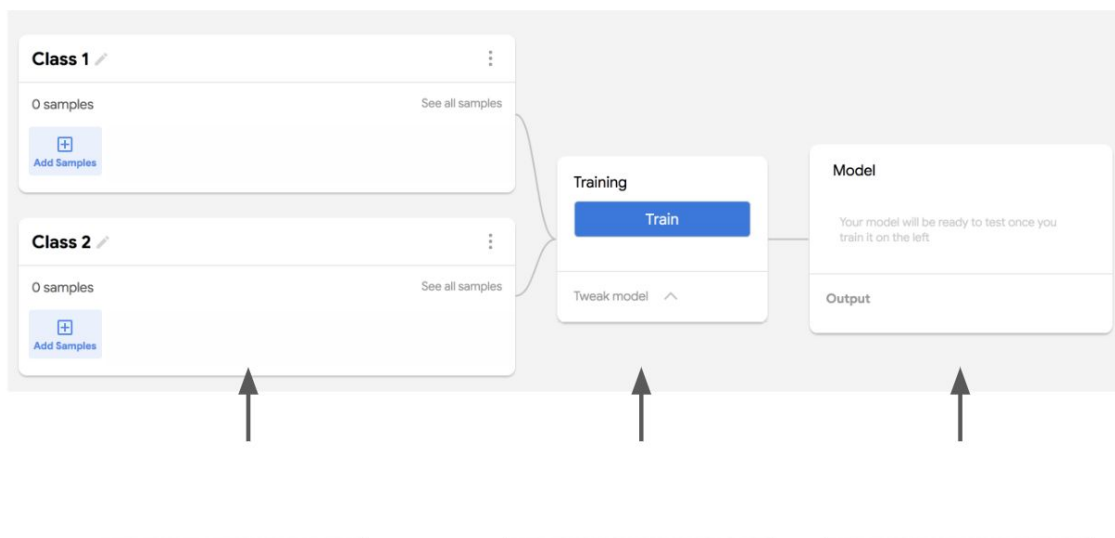 Class 1
0 samples
See all samples
Add Samples
Class 2
0 samples
See all samples
Add Samples
Training
Train
Tweak model
Model
Your model will be ready to test once you
train it on the left
Output